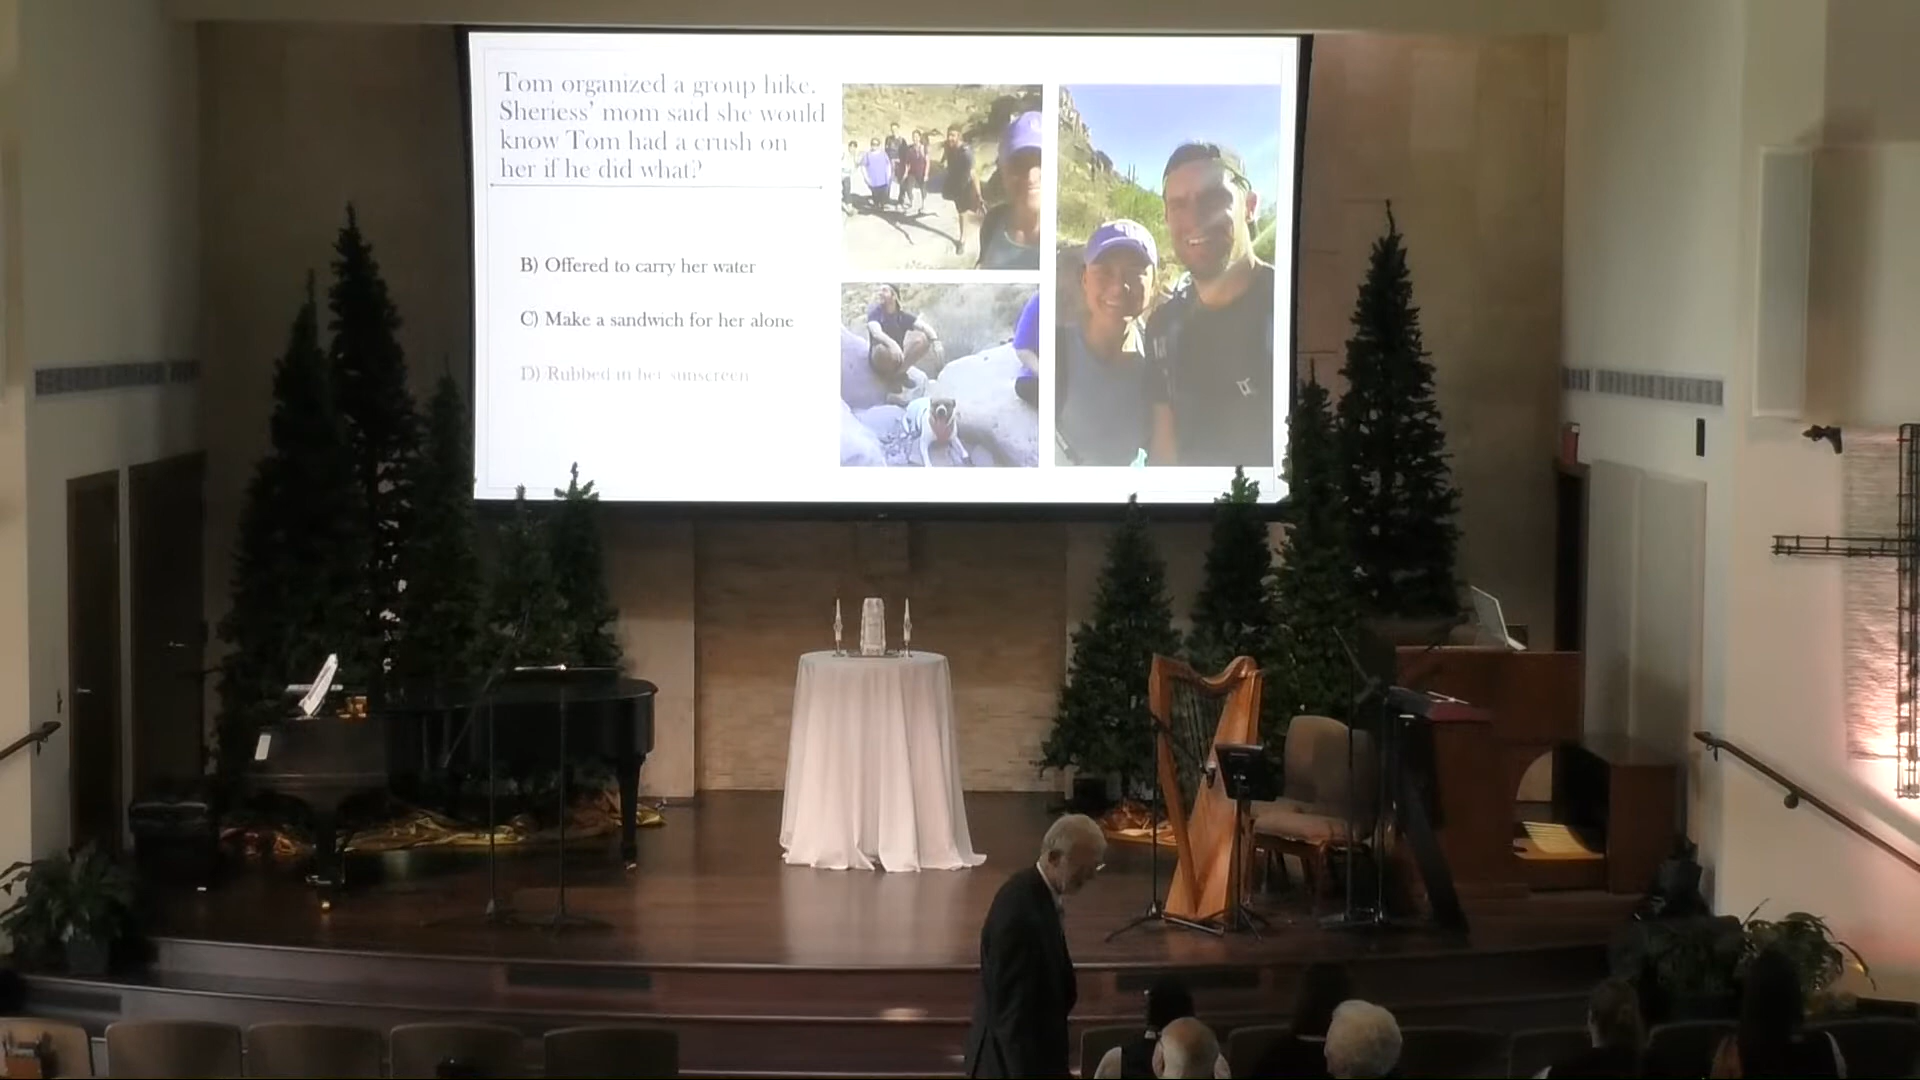 Tom organized a group hike.
Sheriess' mom said she would
know Tom had a crush on
her if he did what?
B) Offered to carry her water
C) Make a sandwich for her alone
D) Rubbed in her sunscreen